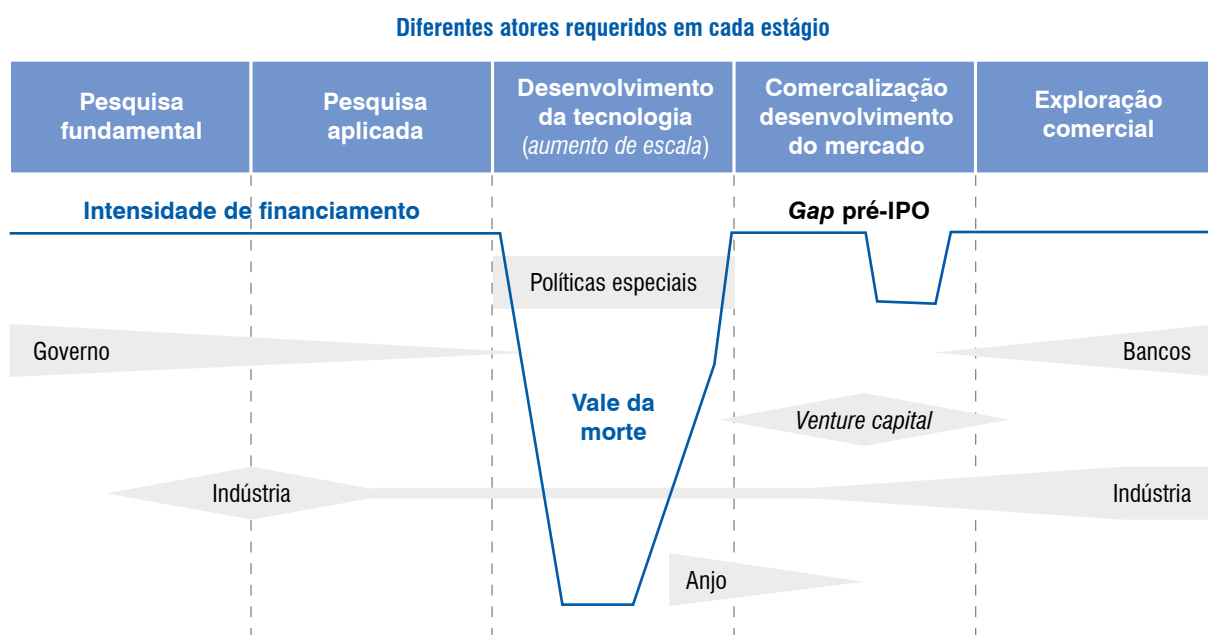 Diferentes atores requeridos em cada estágio
Pesquisa
fundamental
Pesquisa
aplicada
Desenvolvimento
da tecnologia
(aumento de escala)
Comercalização
desenvolvimento
do mercado
Exploração
comercial
Intensidade de financiamento
Gap pré-IPO
Políticas especiais
Governo
Bancos
Vale da
morte
Venture capital
Indústria
Indústria
Anjo